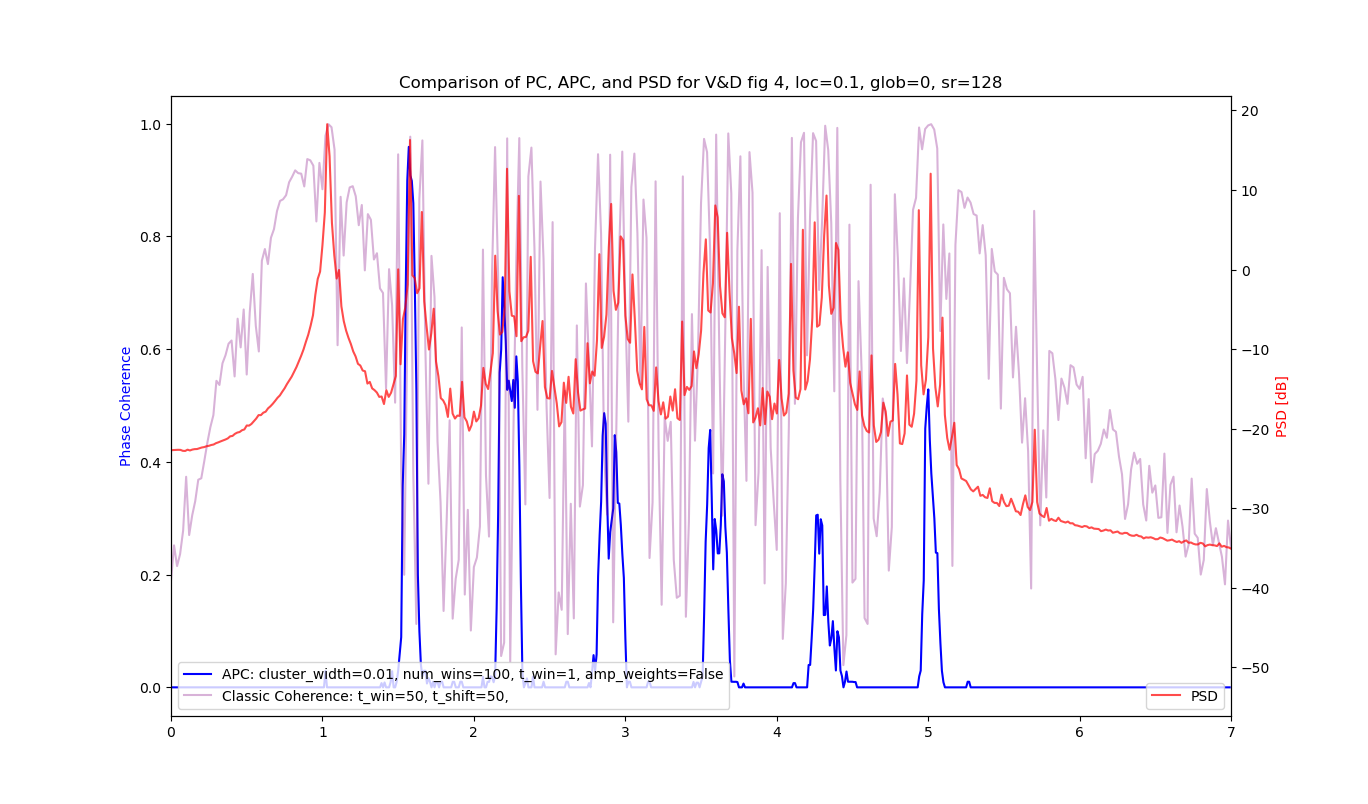 Comparison of PC, APC, and PSD for V&D fig 4, loc=0.1, glob=0, sr=128
1.0
0.8
0.6
0.4
0.2
0.0
Phase Coherence
20
10
0
−10
−20
−30
−40
−50
PSD [dB]
APC: cluster_width=0.01, num_wins=100, t_win=1, amp_weights=False
Classic Coherence: t_win=50, t_shift=50,
PSD
0 1 2 3 4 5 6 7